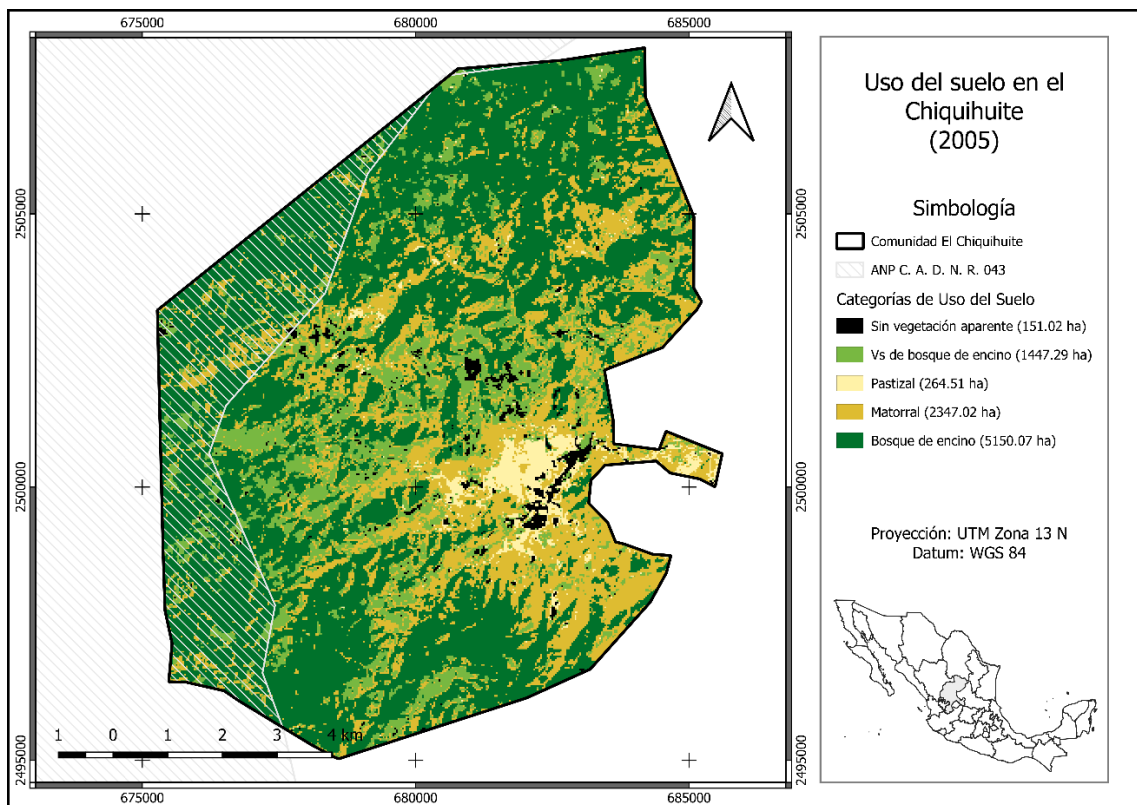 675000
680000
685000
2505000
2500000
2495000
2505000
2500000
2495000
1 0 1 2 3 4 km
675000
680000
685000
Uso del suelo en el
Chiquihuite
(2005)
Simbología
Comunidad El Chiquihuite
ANP C. A. D. N. R. 043
Categorías de Uso del Suelo
Sin vegetación aparente (151.02 ha)
Vs de bosque de encino (1447.29 ha)
Pastizal (264.51 ha)
Matorral (2347.02 ha)
Bosque de encino (5150.07 ha)
Proyección: UTM Zona 13 N
Datum: WGS 84